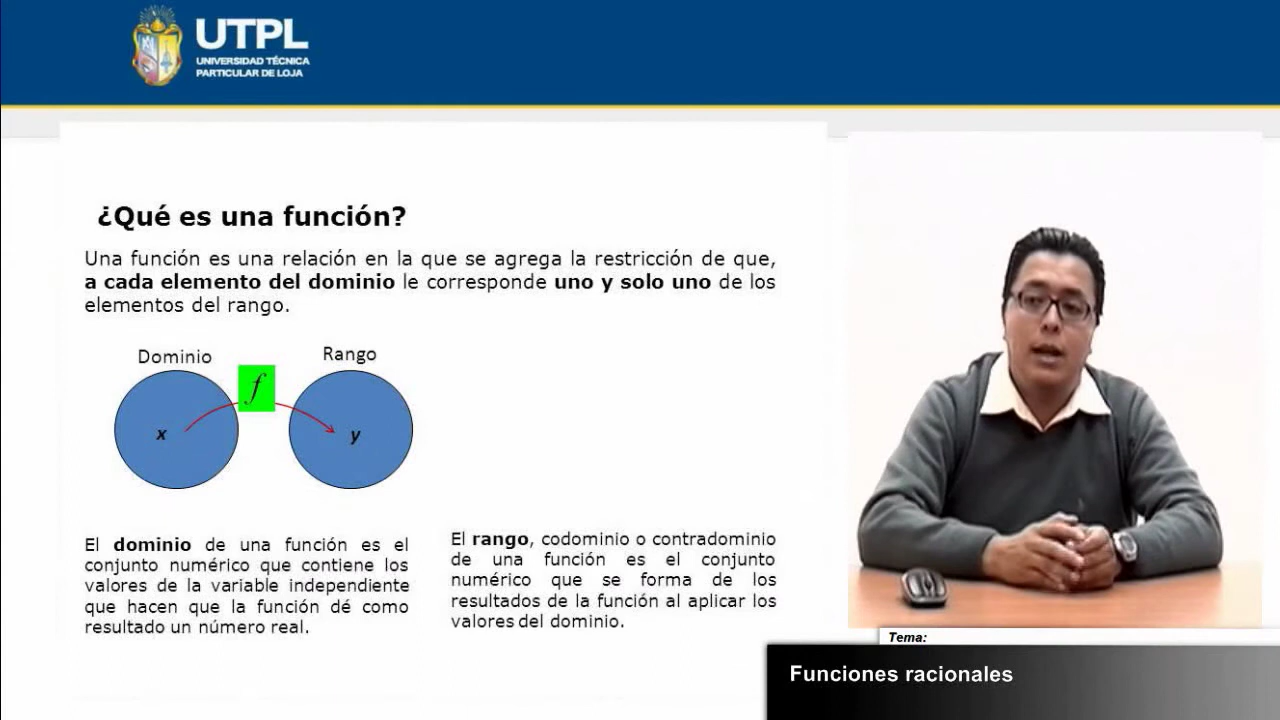 UTPL
UNIVERSIDAD TÉCNICA
PARTICULAR DE LOJA
¿Qué es una función?
Una función es una relación en la que se agrega la restricción de que,
a cada elemento del dominio le corresponde uno y solo uno de los
elementos del rango.
Dominio
Rango
f
x
y
El dominio de una función es el
conjunto numérico que contiene los
valores de la variable independiente
que hacen que la función dé como
resultado un número real.
El rango, codominio o contradominio
de una función es el conjunto
numérico que se forma de los
resultados de la función al aplicar los
valores del dominio.
Tema:
Funciones racionales